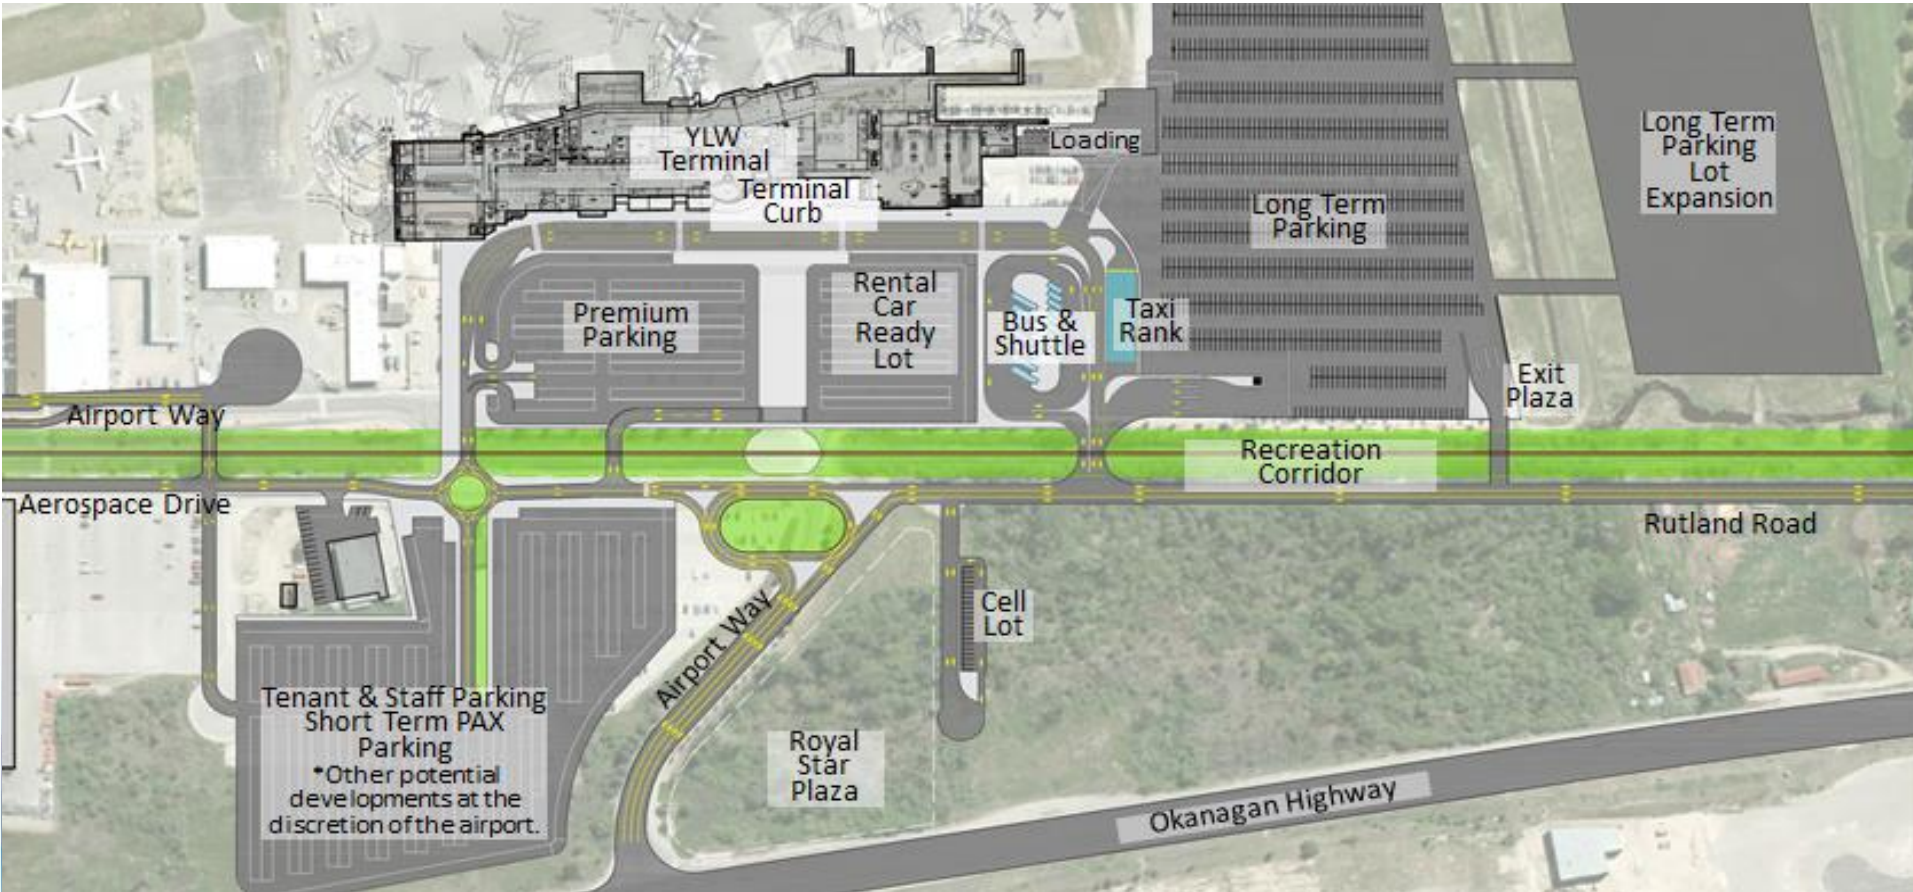 YLW
Terminal
Terminal
Curb
Loading
Long Term
Parking
Lot
Expansion
Long Term
Parking
Premium
Parking
Rental
Car
Ready
Lot
Bus &
Shuttle
Taxi
Rank
Exit
Plaza
Airport Way
Recreation
Corridor
Aerospace Drive
Rutland Road
Cell
Lot
Airport Way
Tenant & Staff Parking
Short Term PAX
Parking
*Other potential
developments at the
discretion of the airport.
Royal
Star
Plaza
Okanagan Highway